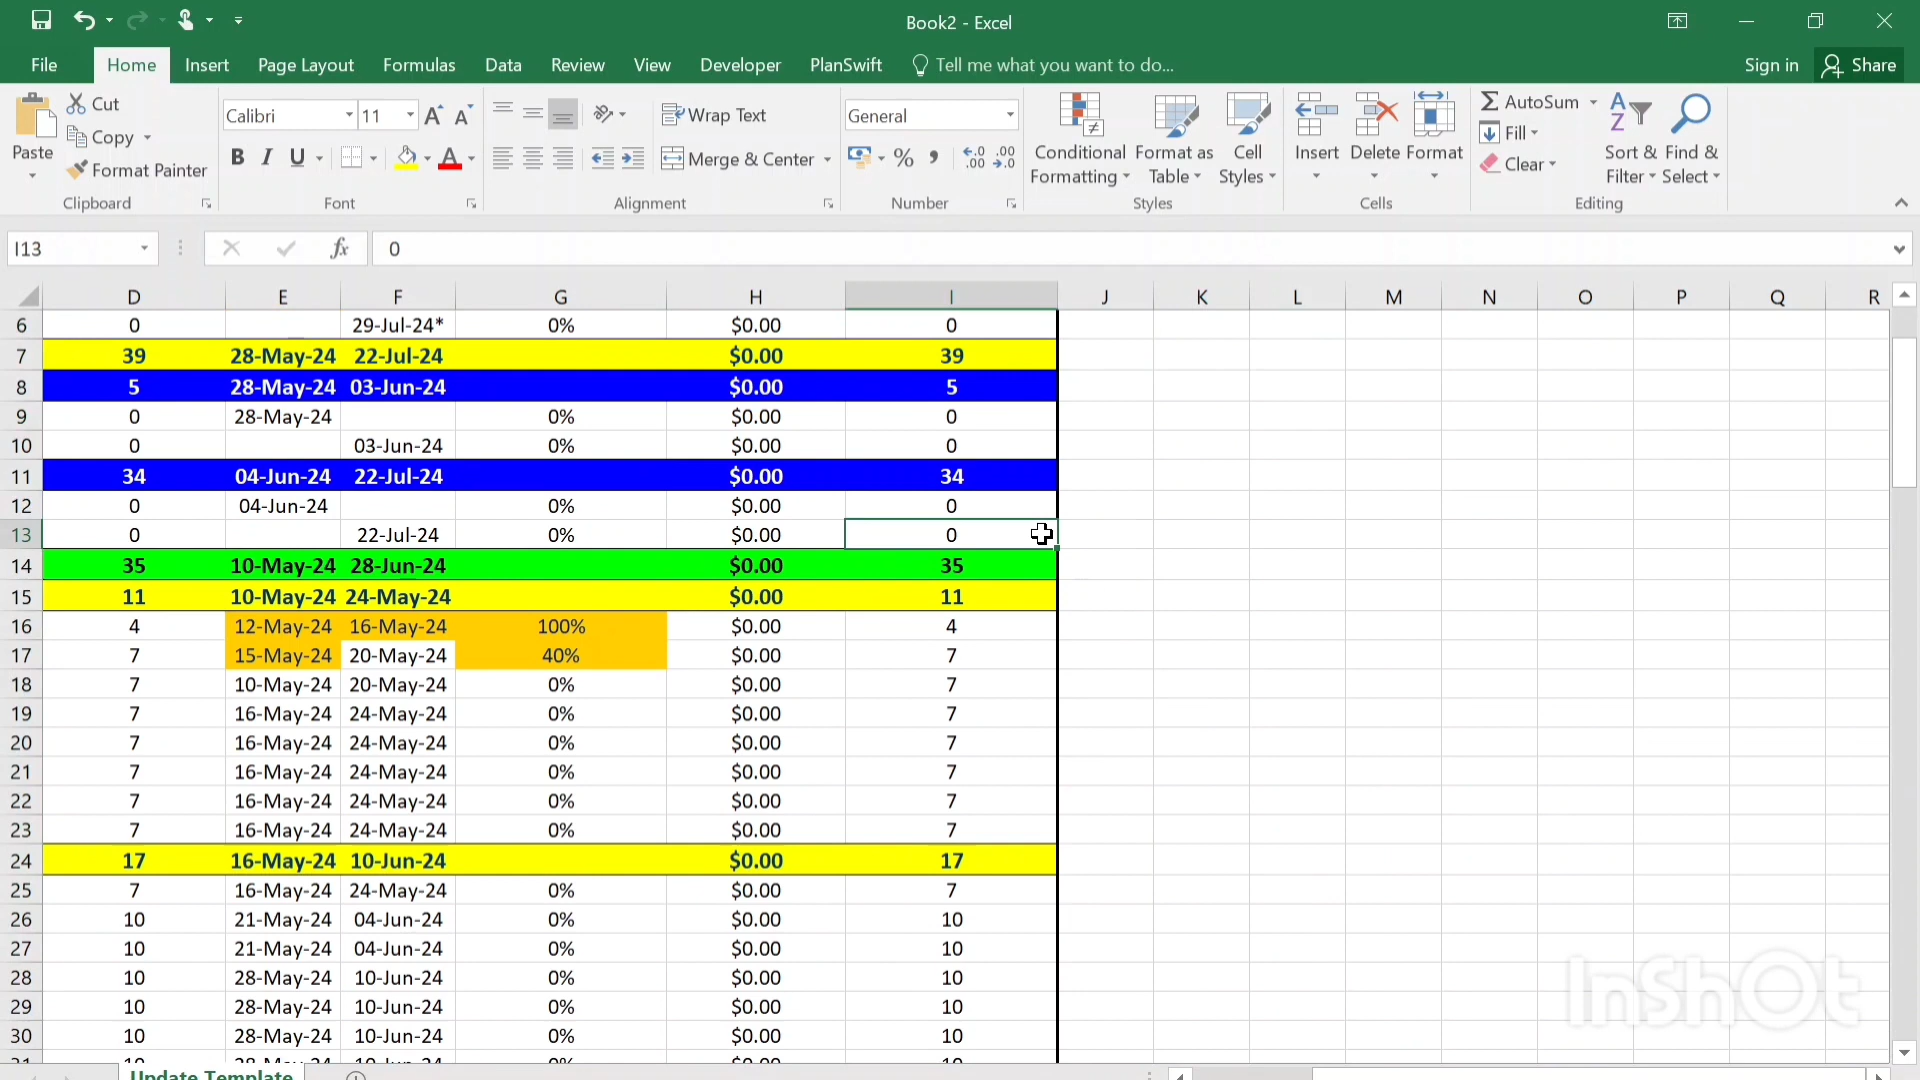 Book2 - Excel
File Home Insert Page Layout Formulas Data Review View Developer PlanSwift Tell me what you want to do... Sign in Share
Cut
Copy
Format Painter
Paste
Clipboard
Calibri 11
B I U A
Font
Wrap Text
Merge & Center
Alignment
General
% , .00 .00
Number
Conditional Formatting
Format as Table
Cell Styles
Styles
Insert Delete Format
Cells
AutoSum
Fill
Clear
Sort & Filter
Find & Select
Editing
I13 fx 0
D E F G H I J K L M N O P Q R
6 0 29-Jul-24* 0% $0.00 0
7 39 28-May-24 22-Jul-24 $0.00 39
8 5 28-May-24 03-Jun-24 $0.00 5
9 0 28-May-24 0% $0.00 0
10 0 03-Jun-24 0% $0.00 0
11 34 04-Jun-24 22-Jul-24 $0.00 34
12 0 04-Jun-24 0% $0.00 0
13 0 22-Jul-24 0% $0.00 0
14 35 10-May-24 28-Jun-24 $0.00 35
15 11 10-May-24 24-May-24 $0.00 11
16 4 12-May-24 16-May-24 100% $0.00 4
17 7 15-May-24 20-May-24 40% $0.00 7
18 7 10-May-24 20-May-24 0% $0.00 7
19 7 16-May-24 24-May-24 0% $0.00 7
20 7 16-May-24 24-May-24 0% $0.00 7
21 7 16-May-24 24-May-24 0% $0.00 7
22 7 16-May-24 24-May-24 0% $0.00 7
23 7 16-May-24 24-May-24 0% $0.00 7
24 17 16-May-24 10-Jun-24 $0.00 17
25 7 16-May-24 24-May-24 0% $0.00 7
26 10 21-May-24 04-Jun-24 0% $0.00 10
27 10 21-May-24 04-Jun-24 0% $0.00 10
28 10 28-May-24 10-Jun-24 0% $0.00 10
29 10 28-May-24 10-Jun-24 0% $0.00 10
30 10 28-May-24 10-Jun-24 0% $0.00 10
Update Template
InShOt